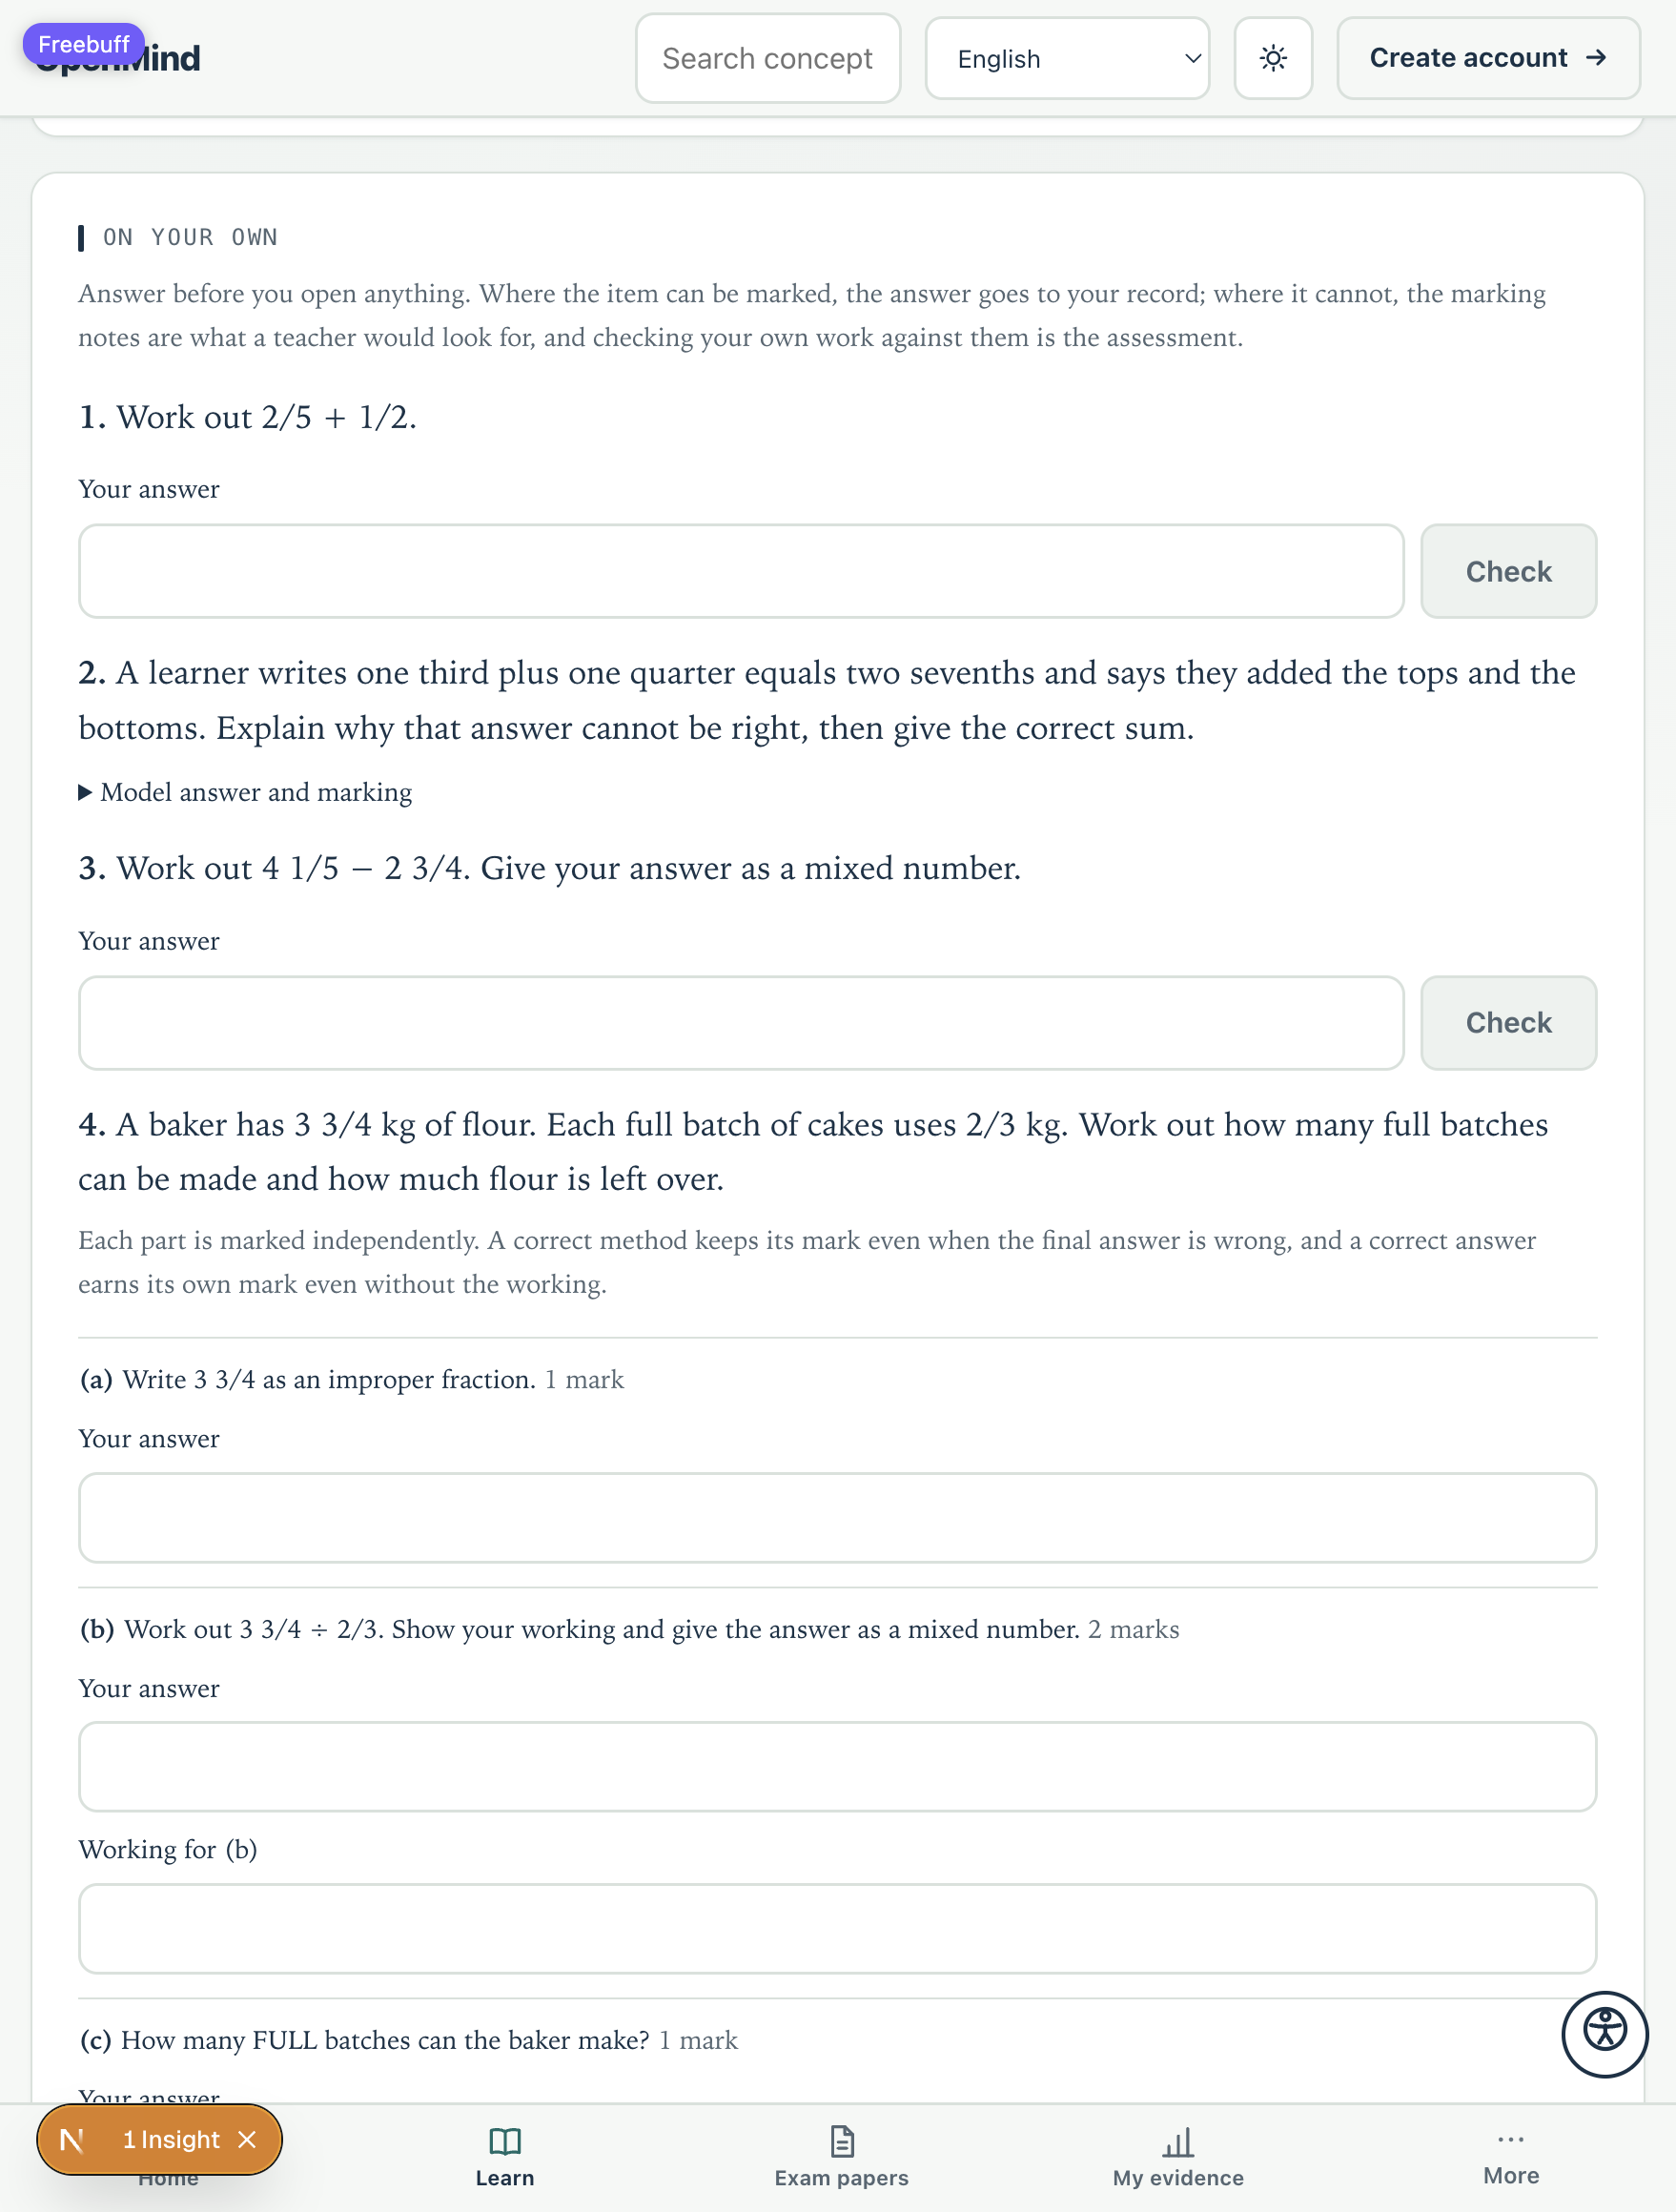 Freebuff
OpenMind
Search concept
English
Create account →
ON YOUR OWN
Answer before you open anything. Where the item can be marked, the answer goes to your record; where it cannot, the marking
notes are what a teacher would look for, and checking your own work against them is the assessment.
1. Work out 2/5 + 1/2.
Your answer
Check
2. A learner writes one third plus one quarter equals two sevenths and says they added the tops and the
bottoms. Explain why that answer cannot be right, then give the correct sum.
Model answer and marking
3. Work out 4 1/5 − 2 3/4. Give your answer as a mixed number.
Your answer
Check
4. A baker has 3 3/4 kg of flour. Each full batch of cakes uses 2/3 kg. Work out how many full batches
can be made and how much flour is left over.
Each part is marked independently. A correct method keeps its mark even when the final answer is wrong, and a correct answer
earns its own mark even without the working.
(a) Write 3 3/4 as an improper fraction. 1 mark
Your answer
(b) Work out 3 3/4 ÷ 2/3. Show your working and give the answer as a mixed number. 2 marks
Your answer
Working for (b)
(c) How many FULL batches can the baker make? 1 mark
Your answer
N 1 Insight
Home
Learn
Exam papers
My evidence
More